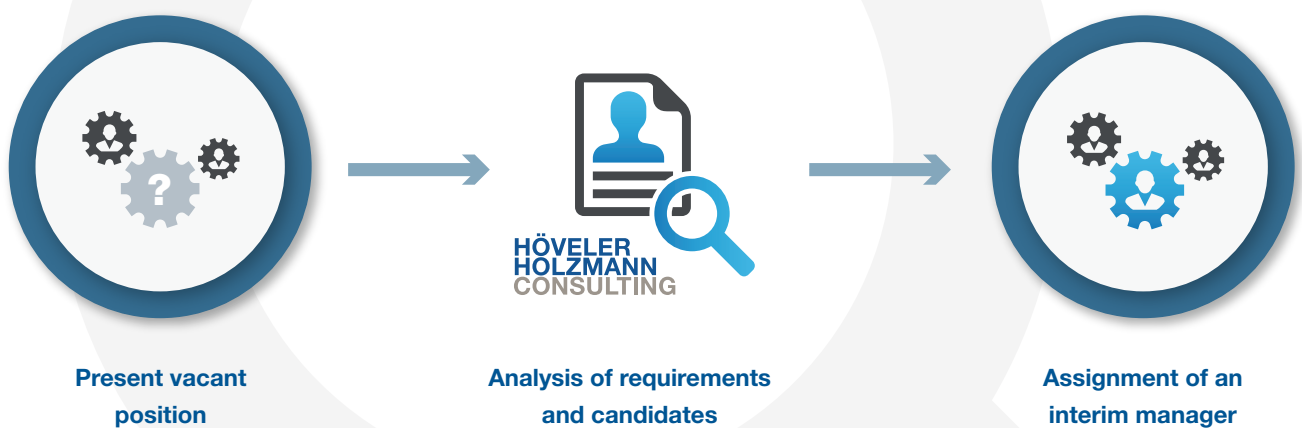 ?
HÖVELER
HOLZMANN
CONSULTING
Present vacant
position
Analysis of requirements
and candidates
Assignment of an
interim manager